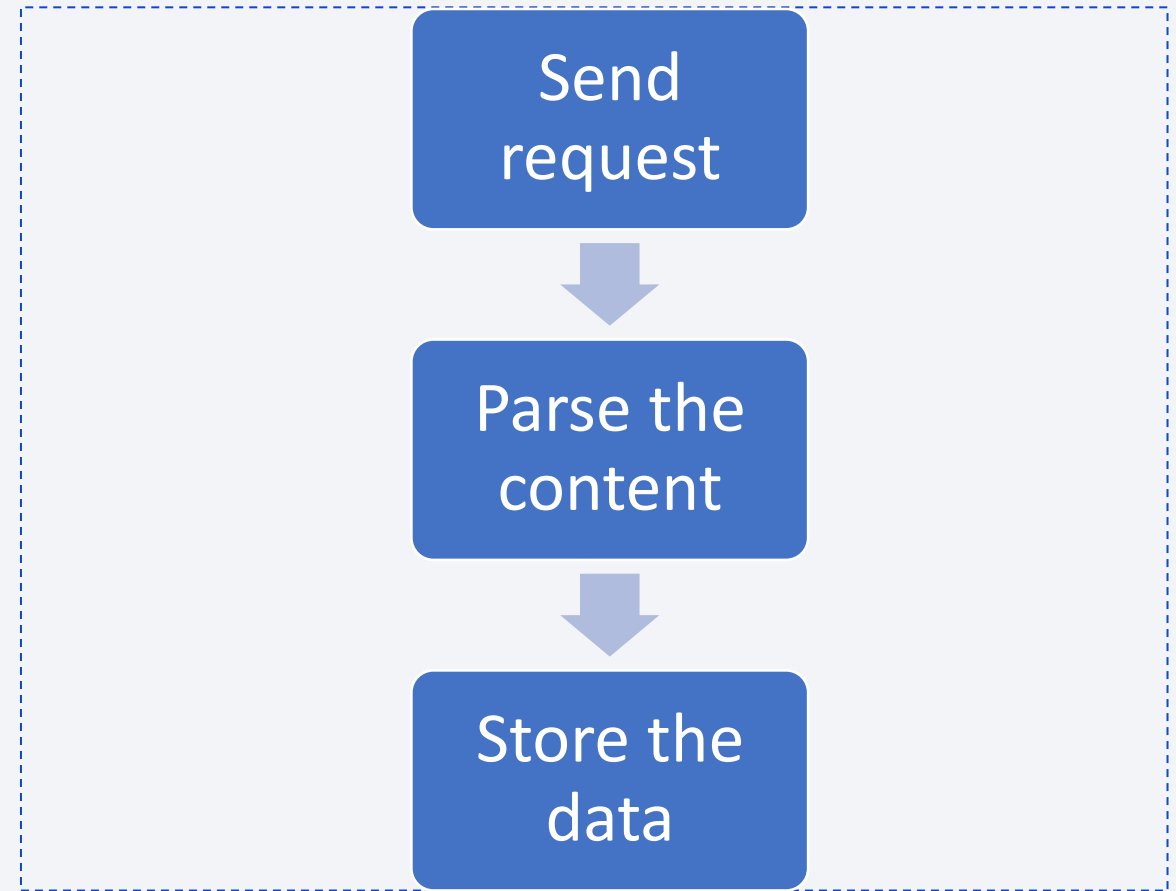 Send
request
Parse the
content
Store the
data